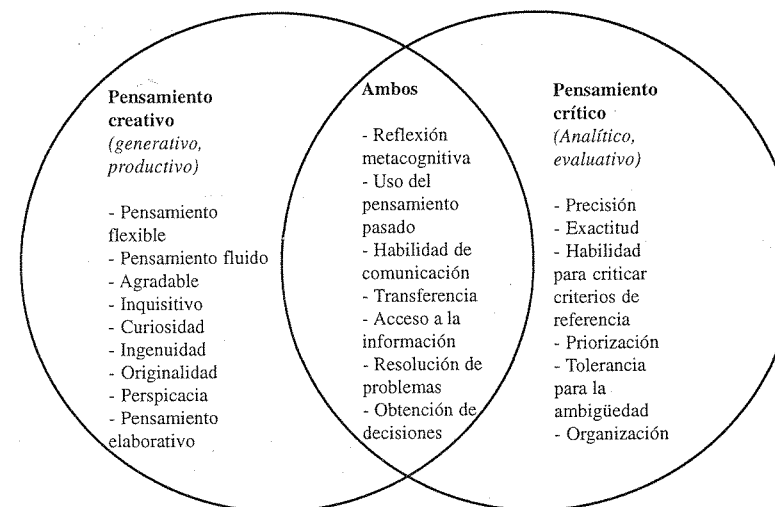 Pensamiento
creativo
(generativo,
productivo)
- Pensamiento
flexible
- Pensamiento fluido
- Agradable
- Inquisitivo
- Curiosidad
- Ingenuidad
- Originalidad
- Perspicacia
- Pensamiento
elaborativo
Ambos
- Reflexión
metacognitiva
- Uso del
pensamiento
pasado
- Habilidad de
comunicación
- Transferencia
- Acceso a la
información
- Resolución de
problemas
- Obtención de
decisiones
Pensamiento
crítico
(Analítico,
evaluativo)
- Precisión
- Exactitud
- Habilidad
para criticar
criterios de
referencia
- Priorización
- Tolerancia
para la
ambigüedad
- Organización